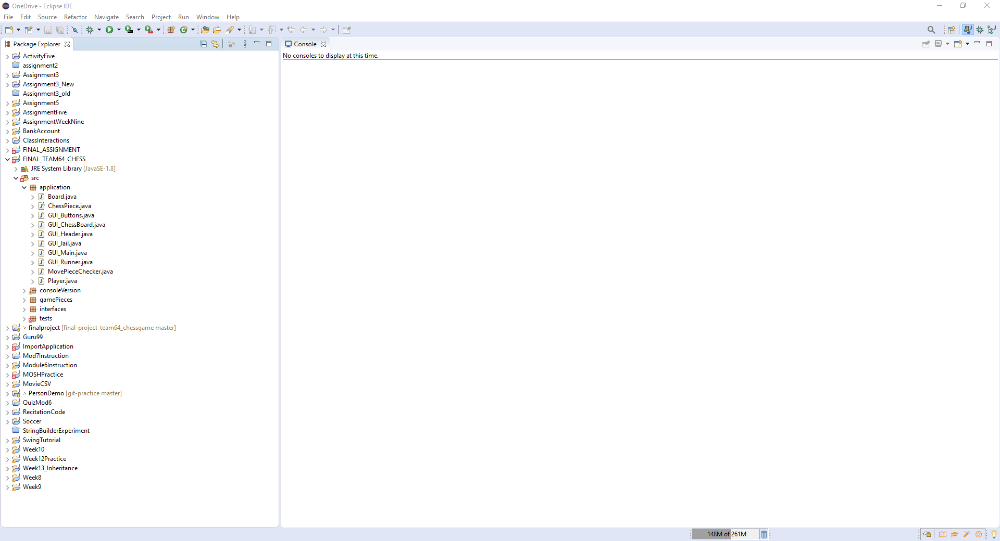 OneDrive - Eclipse IDE
File Edit Source Refactor Navigate Search Project Run Window Help
Package Explorer
ActivityFive
assignment2
Assignment3
Assignment3_New
Assignment3_old
Assignment5
AssignmentFive
AssignmentWeekNine
BankAccount
ClassInteractions
FINAL_ASSIGNMENT
FINAL_TEAM64_CHESS
JRE System Library [JavaSE-1.8]
src
application
Board.java
ChessPiece.java
GUI_Buttons.java
GUI_ChessBoard.java
GUI_Header.java
GUI_Jail.java
GUI_Main.java
GUI_Runner.java
MovePieceChecker.java
Player.java
consoleVersion
gamePieces
interfaces
tests
> finalproject [final-project-team64_chessgame master]
Guru99
ImportApplication
Mod7Instruction
Module6Instruction
MOSHPractice
MovieCSV
> PersonDemo [git-practice master]
QuizMod6
RecitationCode
Soccer
StringBuilderExperiment
SwingTutorial
Week10
Week12Practice
Week13_Inheritance
Week8
Week9
Console
No consoles to display at this time.
148M of 261M